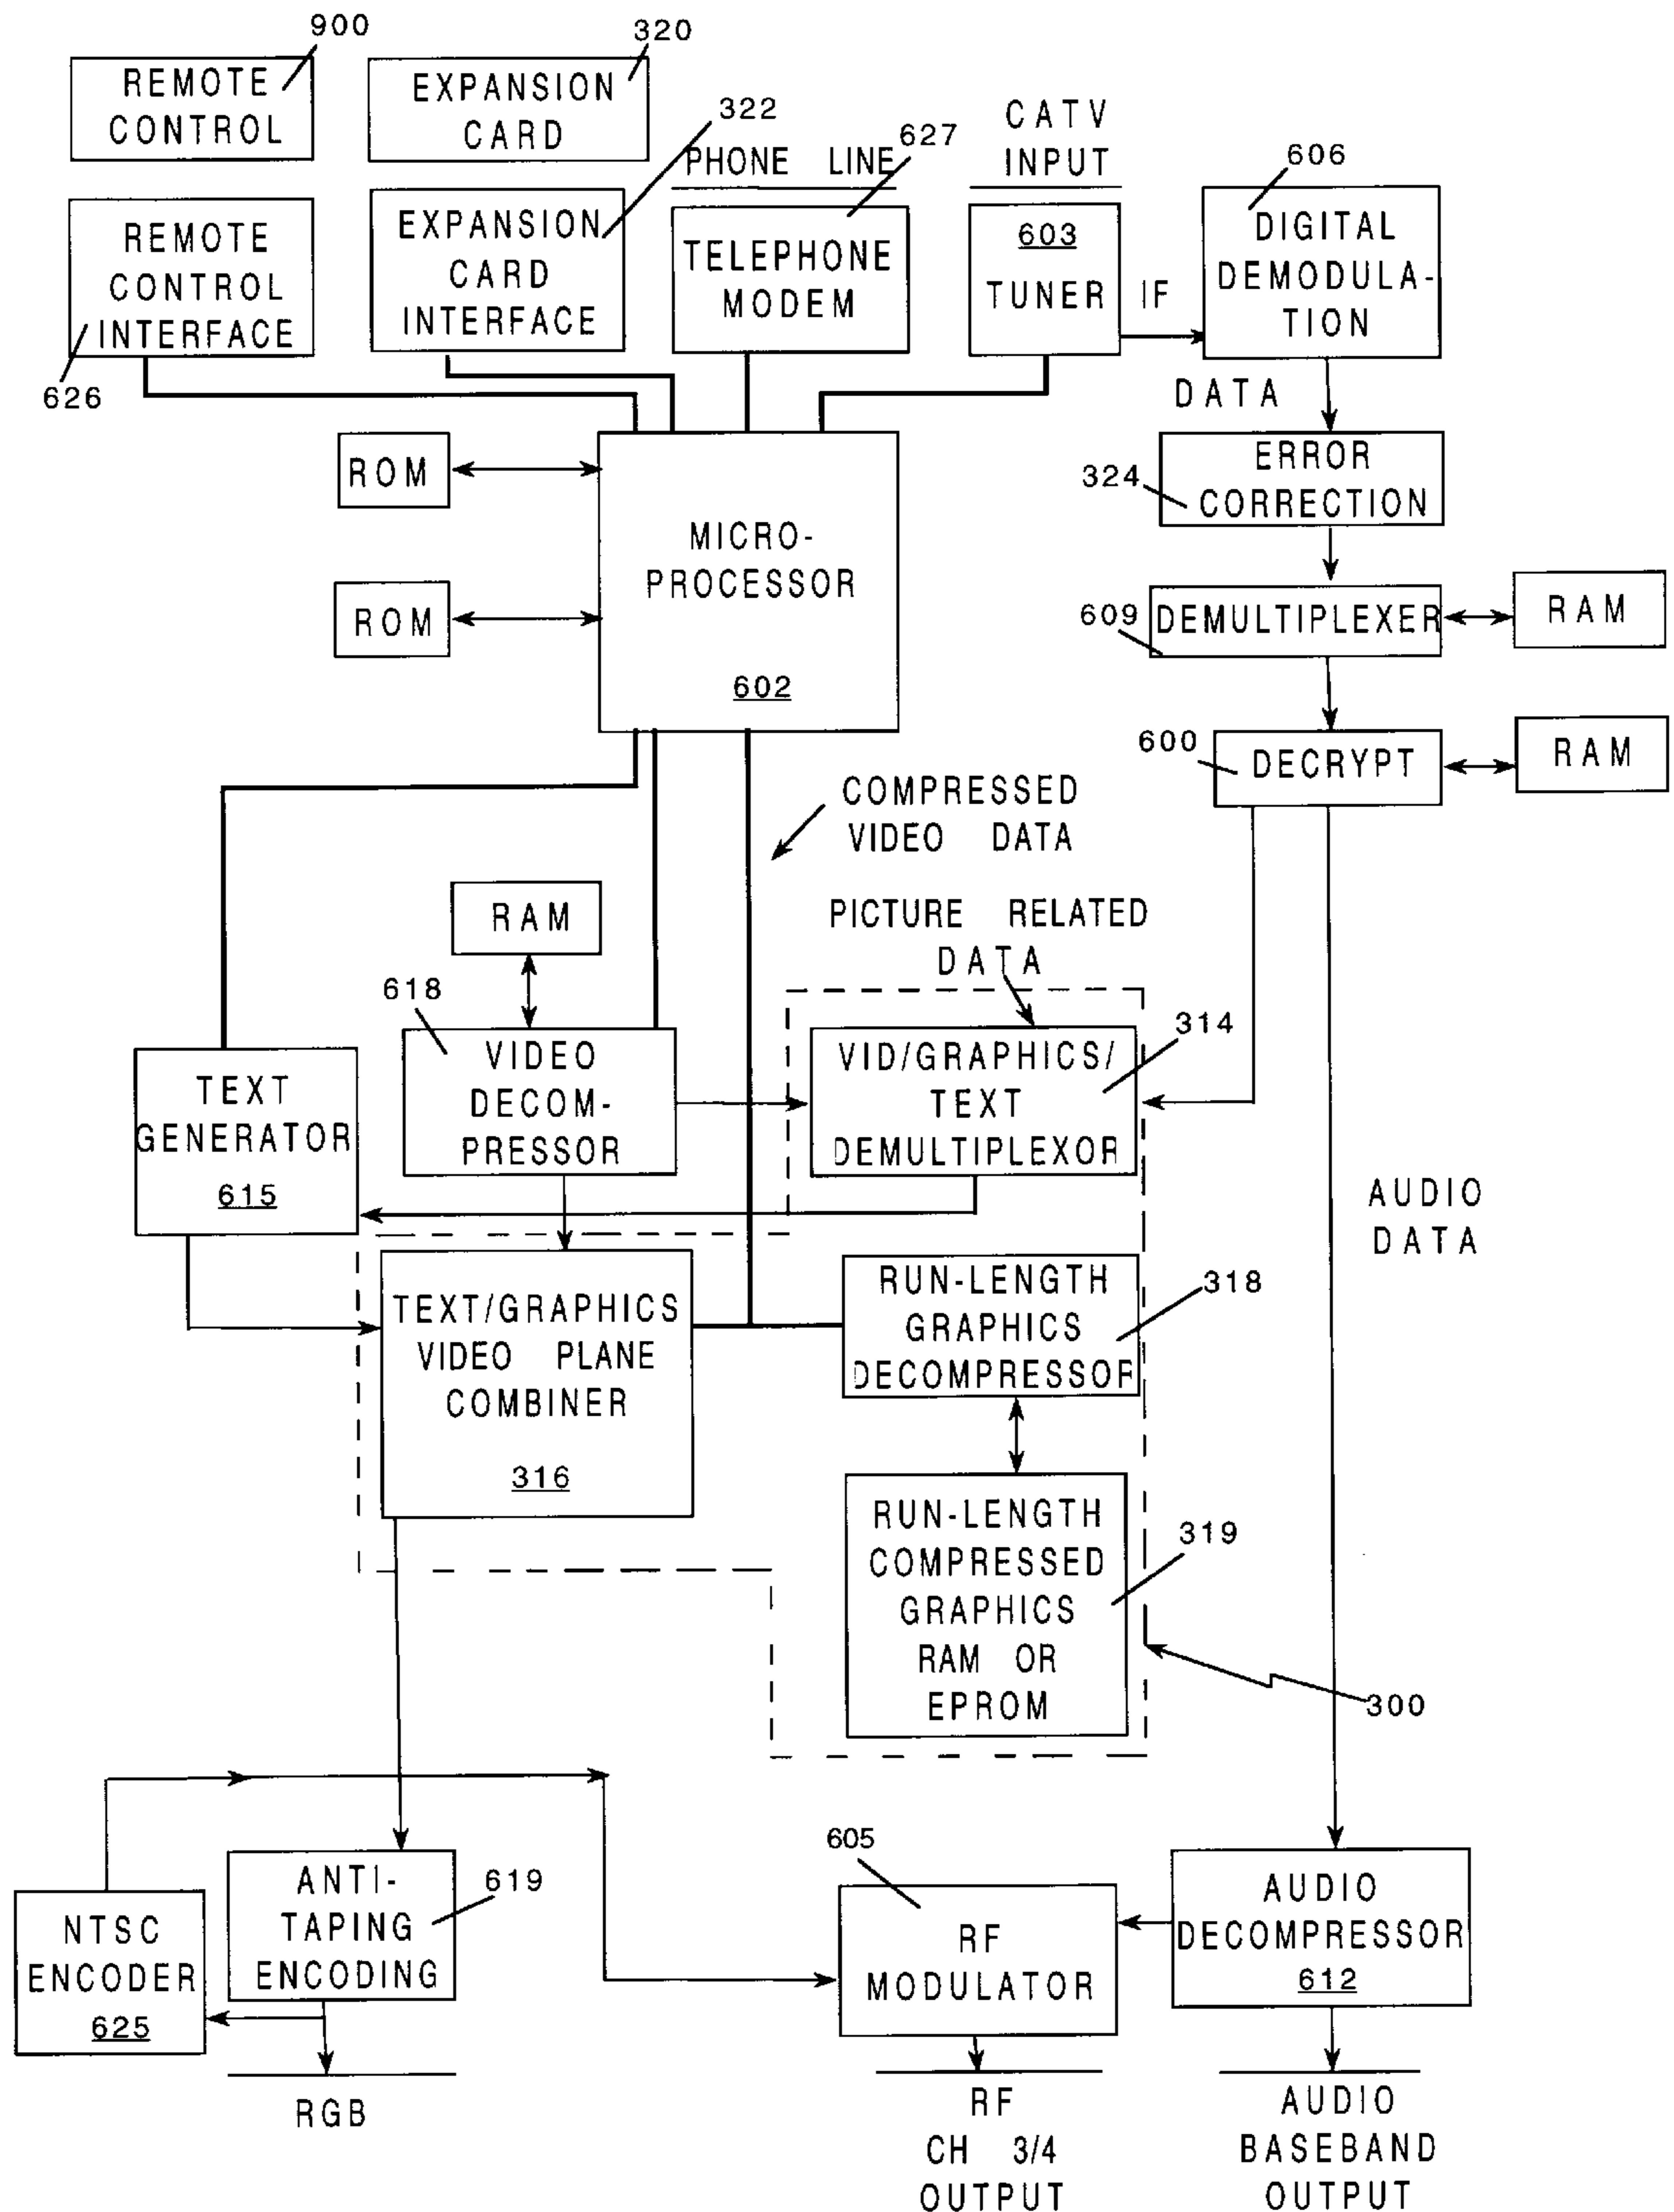 900
REMOTE
CONTROL
320
EXPANSION
CARD
322
PHONE LINE
627
CATV
INPUT
606
REMOTE
CONTROL
INTERFACE
626
EXPANSION
CARD
INTERFACE
TELEPHONE
MODEM
603
TUNER
IF
DIGITAL
DEMODULA-
TION
DATA
ROM
ROM
MICRO-
PROCESSOR
602
324
ERROR
CORRECTION
609
DEMULTIPLEXER
RAM
600
DECRYPT
RAM
COMPRESSED
VIDEO DATA
PICTURE RELATED
DATA
RAM
618
VIDEO
DECOM-
PRESSOR
314
VID/GRAPHICS/
TEXT
DEMULTIPLEXOR
TEXT
GENERATOR
615
AUDIO
DATA
TEXT/GRAPHICS
VIDEO PLANE
COMBINER
316
RUN-LENGTH
GRAPHICS
DECOMPRESSOR
318
RUN-LENGTH
COMPRESSED
GRAPHICS
RAM OR
EPROM
319
300
NTSC
ENCODER
625
ANTI-
TAPING
ENCODING
619
605
RF
MODULATOR
AUDIO
DECOMPRESSOR
612
RGB
RF
CH 3/4
OUTPUT
AUDIO
BASEBAND
OUTPUT